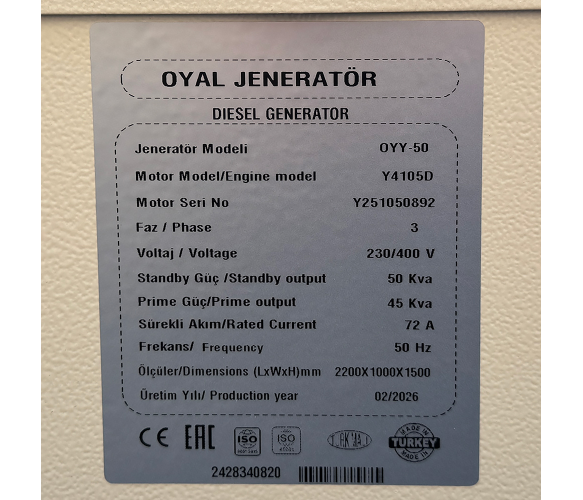 OYAL JENERATÖR
DIESEL GENERATOR
Jeneratör Modeli OYY-50
Motor Model/Engine model Y4105D
Motor Seri No Y251050892
Faz / Phase 3
Voltaj / Voltage 230/400 V
Standby Güç /Standby output 50 Kva
Prime Güç/Prime output 45 Kva
Sürekli Akım/Rated Current 72 A
Frekans/ Frequency 50 Hz
Ölçüler/Dimensions (LxWxH)mm 2200X1000X1500
Üretim Yılı/ Production year 02/2026
CE EAC ISO ISO MADE IN TURKEY MADE IN
2428340820